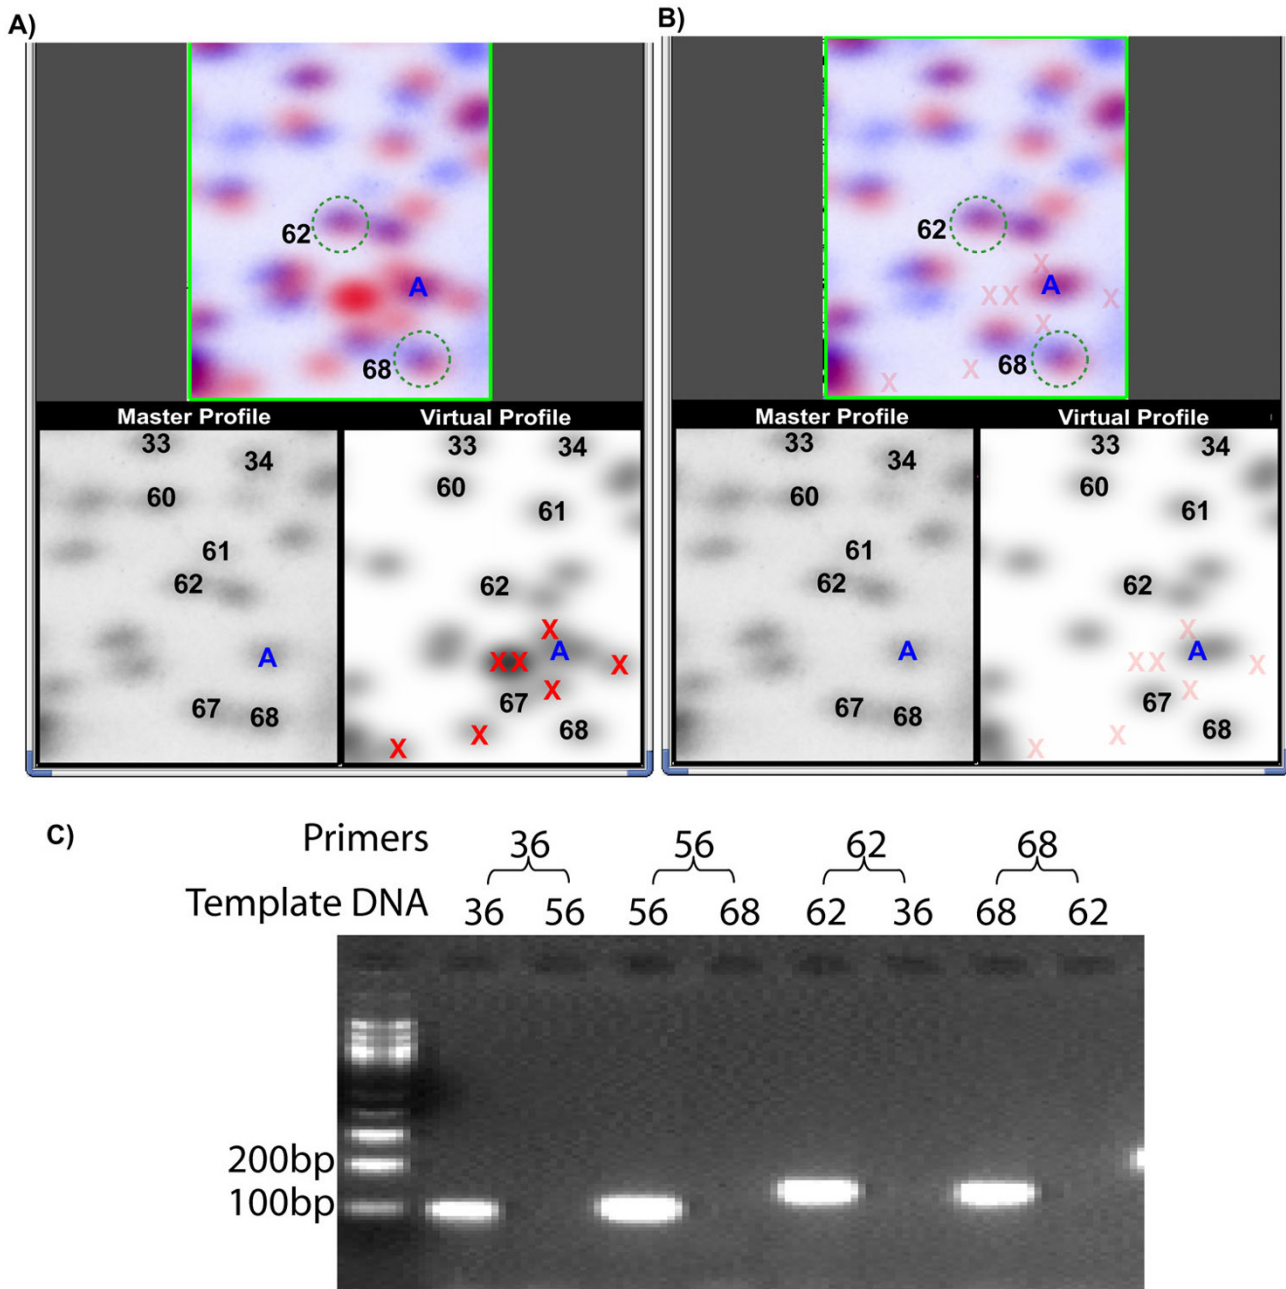 A)
62
A
68
Master Profile Virtual Profile
33 34 33 34
60 60
61 61
62 62
X
A A
X X X
X
67 68 67 68
X
X
B)
62
X
A
X X X
X
68
X
X
Master Profile Virtual Profile
33 34 33 34
60 60
61 61
62 62
X
A A
X X
X
67 68 67 68
X
X
C)
Primers 36 56 62 68
Template DNA 36 56 56 68 62 36 68 62
200bp
100bp